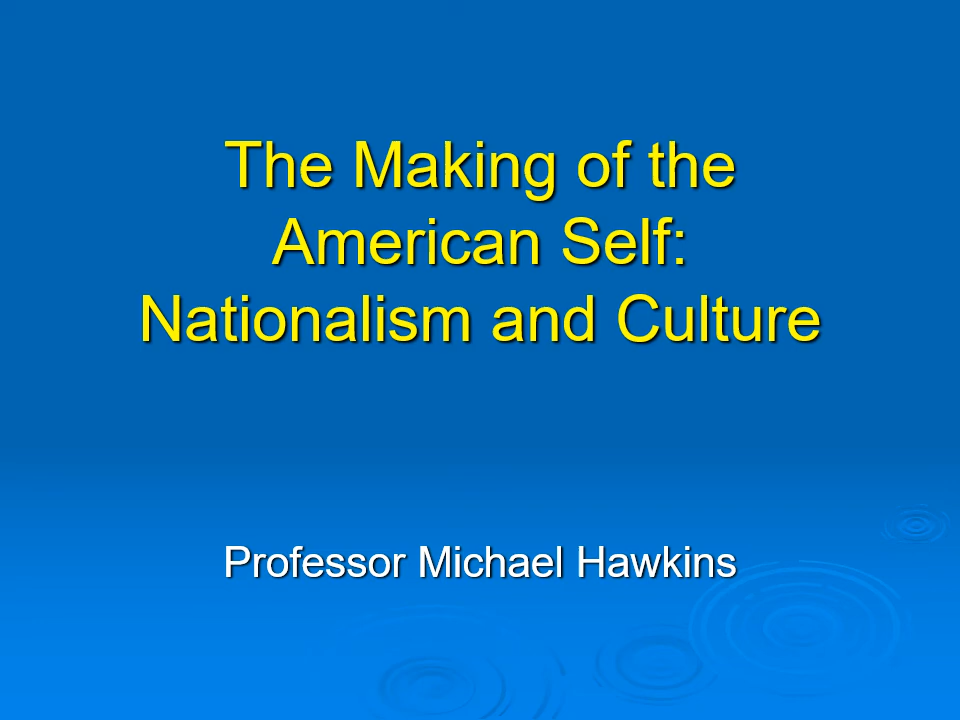 The Making of the
American Self:
Nationalism and Culture
Professor Michael Hawkins